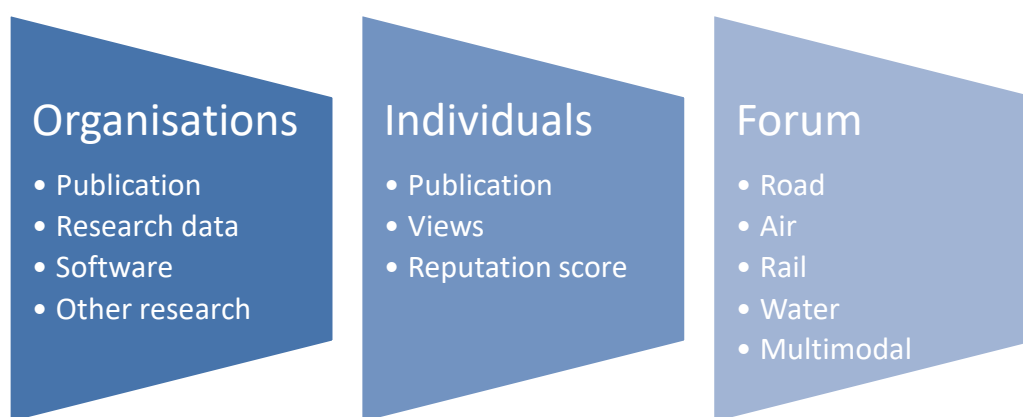 Organisations
• Publication
• Research data
• Software
• Other research
Individuals
• Publication
• Views
• Reputation score
Forum
• Road
• Air
• Rail
• Water
• Multimodal